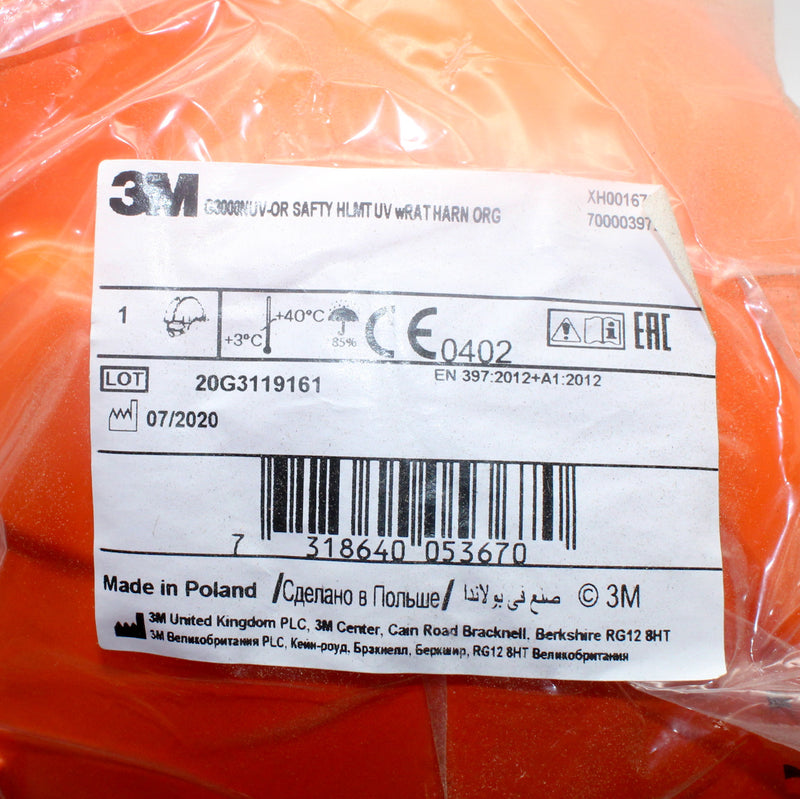 3M G3000NUV-OR SAFTY HLMT UV wRAT HARN ORG
XH00167
70000397
1
+40°C
+3°C
85%
CE 0402
EAC
LOT 20G3119161
EN 397:2012+A1:2012
07/2020
7 318640 053670
Made in Poland /Сделано в Польше/ صنع في بولاندا © 3M
3M United Kingdom PLC, 3M Center, Cain Road Bracknell, Berkshire RG12 8HT
3М Великобритания PLC, Кейн-роуд, Брэкнелл, Беркшир, RG12 8HT Великобритания